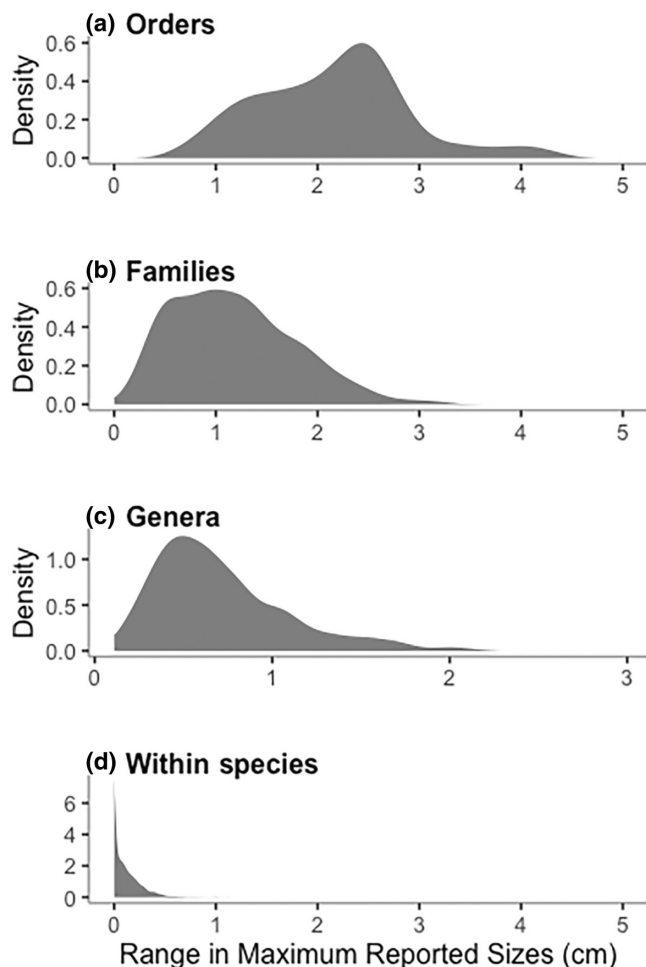 (a) Orders
Density
0.6
0.4
0.2
0.0
0 1 2 3 4 5
(b) Families
Density
0.6
0.4
0.2
0.0
0 1 2 3 4 5
(c) Genera
Density
1.0
0.5
0.0
0 1 2 3
(d) Within species
6
4
2
0
0 1 2 3 4 5
Range in Maximum Reported Sizes (cm)